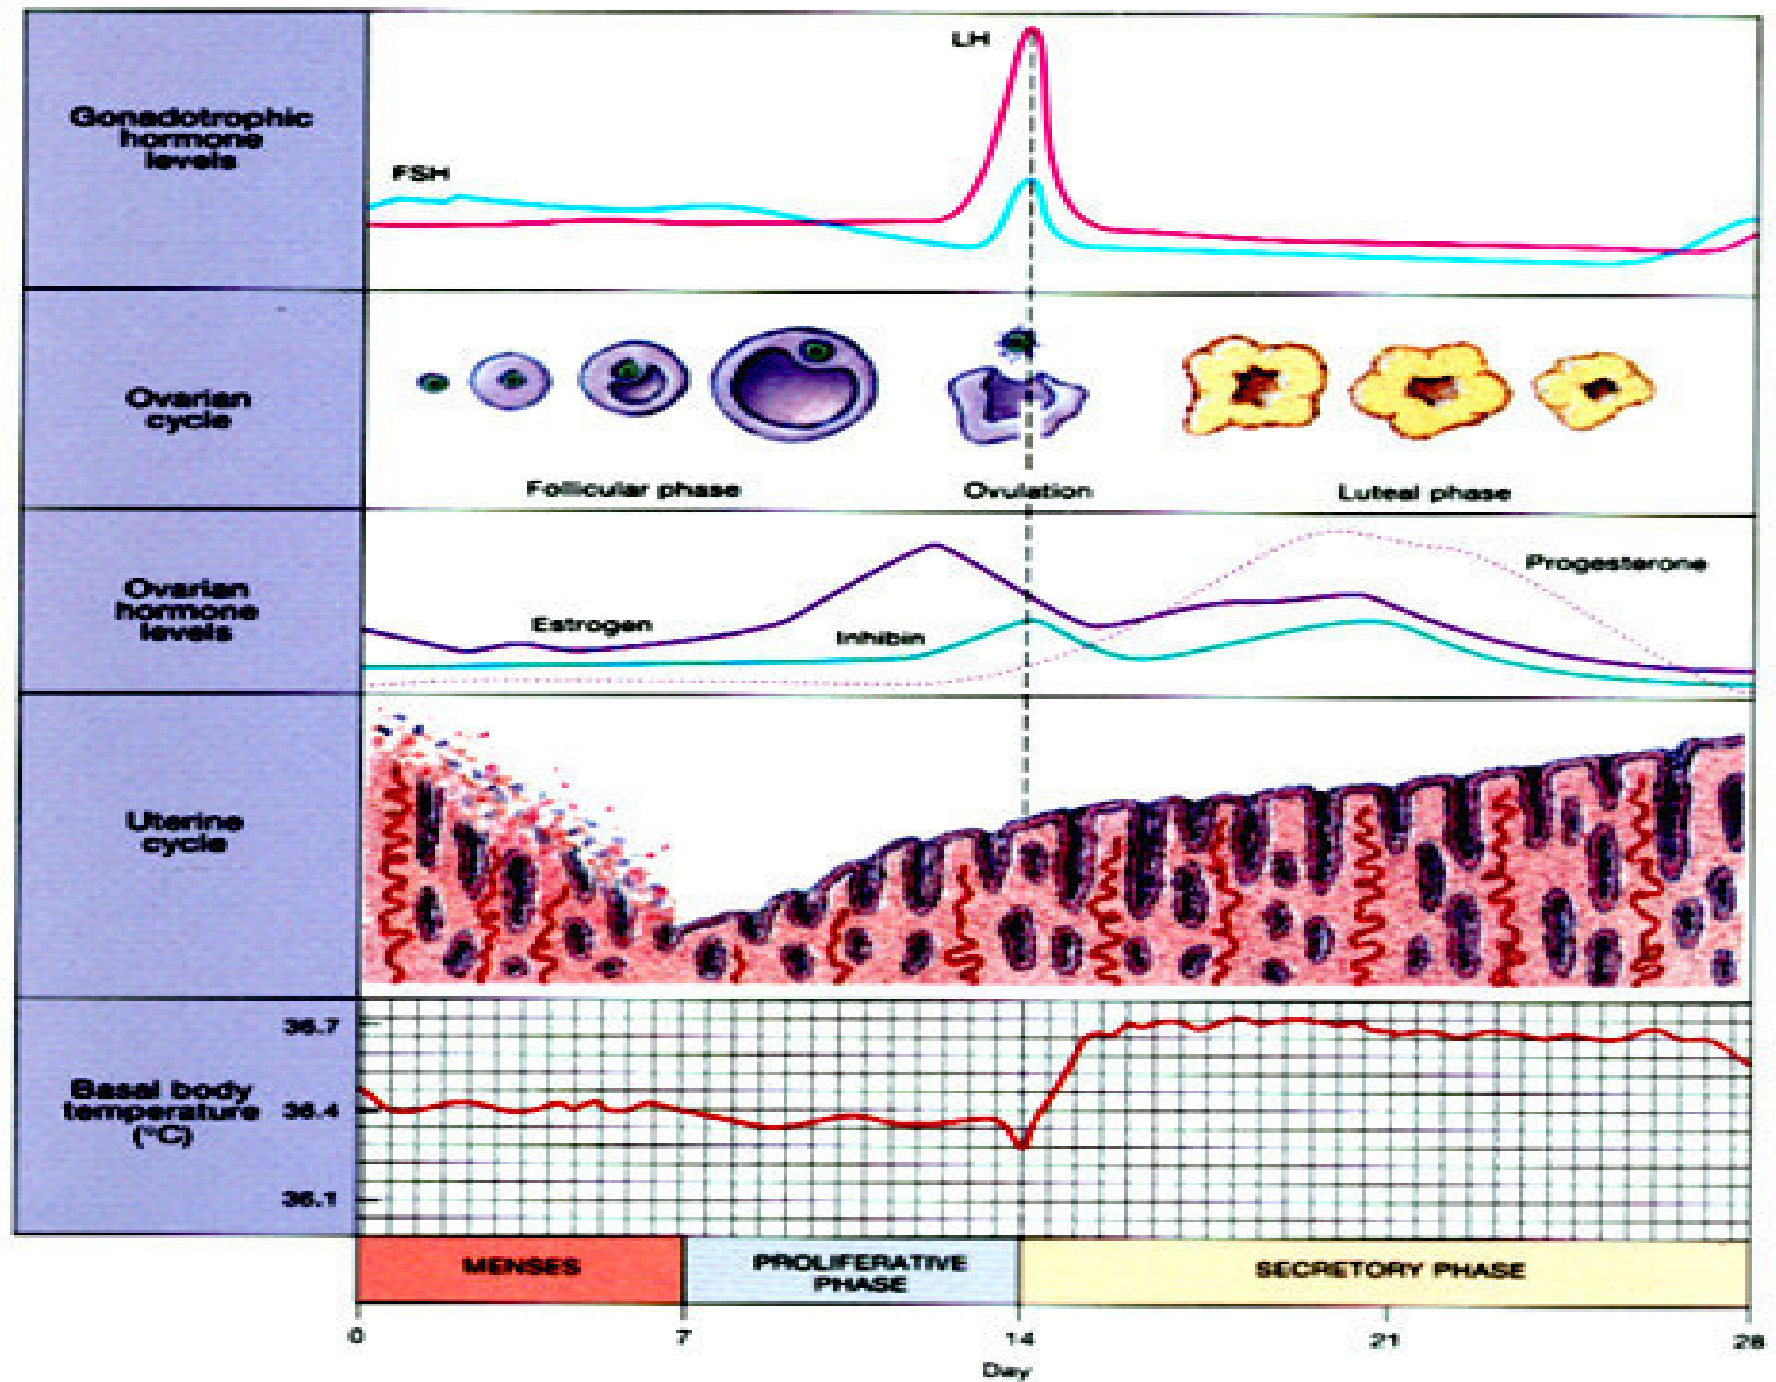 LH
Gonadotrophic
hormone
levels
FSH
Ovarian
cycle
Follicular phase
Ovulation
Luteal phase
Ovarian
hormone
levels
Estrogen
Inhibin
Progesterone
Uterine
cycle
36.7
Basal body
temperature
(°C)
36.4
36.1
MENSES
PROLIFERATIVE
PHASE
SECRETORY PHASE
0 7 14 21 28
Day